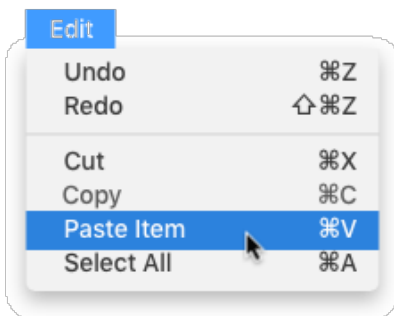 Edit
Undo ⌘Z
Redo ⇧⌘Z
Cut ⌘X
Copy ⌘C
Paste Item ⌘V
Select All ⌘A